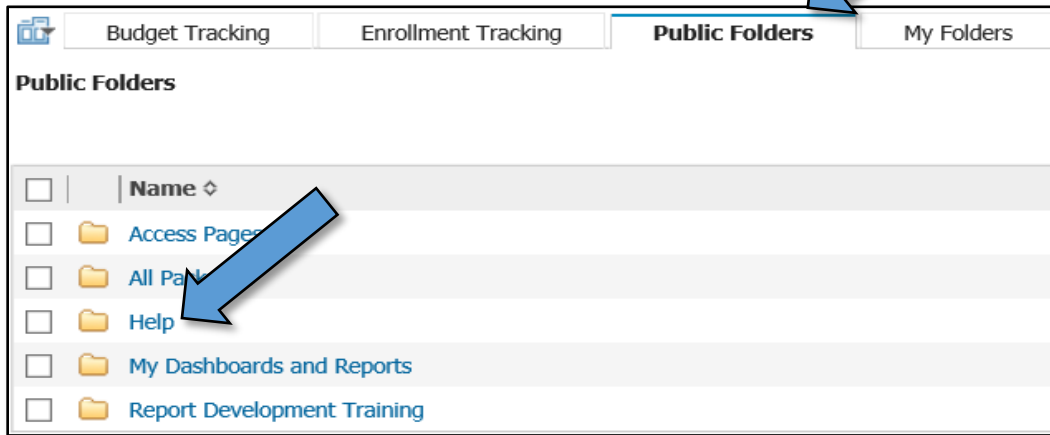 Budget Tracking Enrollment Tracking Public Folders My Folders
Public Folders
Name
Access Pages
All
Help
My Dashboards and Reports
Report Development Training